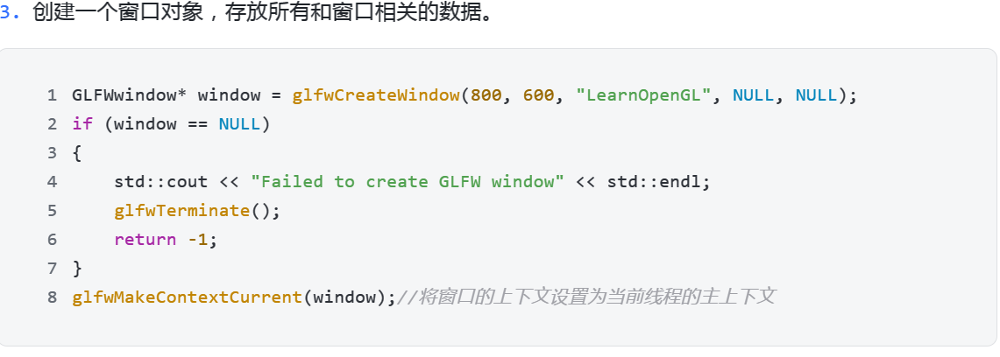 3. 创建一个窗口对象，存放所有和窗口相关的数据。
1 GLFWwindow* window = glfwCreateWindow(800, 600, "LearnOpenGL", NULL, NULL);
2 if (window == NULL)
3 {
4     std::cout << "Failed to create GLFW window" << std::endl;
5     glfwTerminate();
6     return -1;
7 }
8 glfwMakeContextCurrent(window);//将窗口的上下文设置为当前线程的主上下文